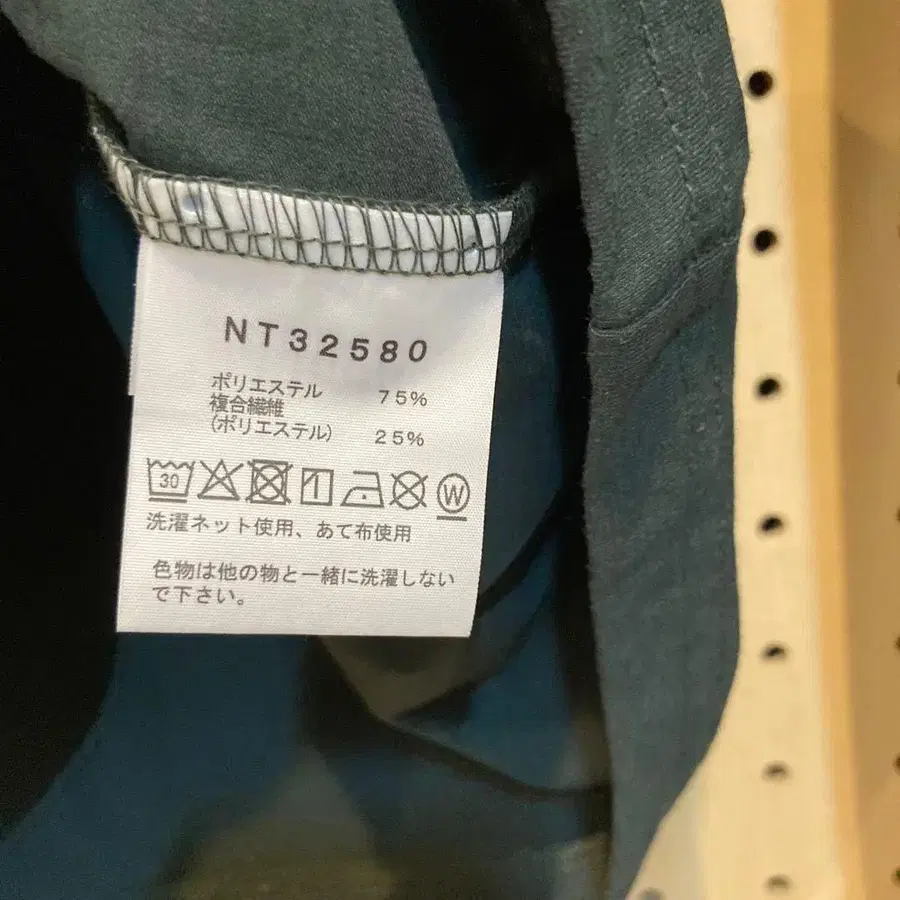 NT32580
ポリエステル 75%
複合繊維
(ポリエステル) 25%
30 W
洗濯ネット使用、あて布使用
色物は他の物と一緒に洗濯しない
で下さい。